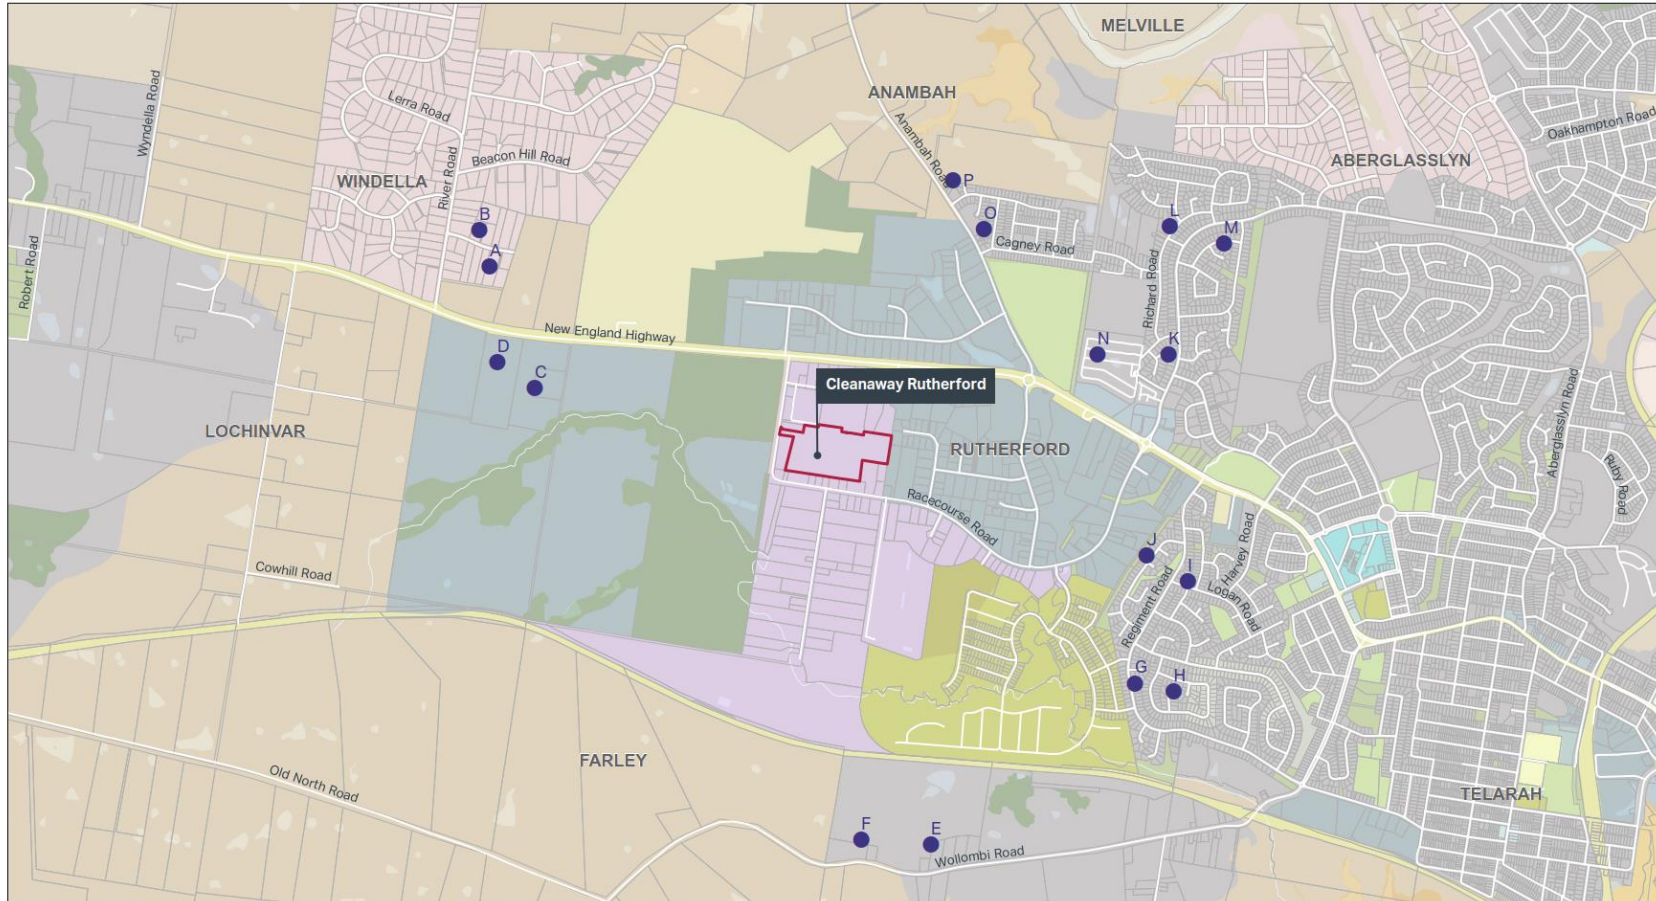 MELVILLE
ANAMBAH
Wyndella Road
Lerra Road
Anambah Road
Oakhampton Road
Beacon Hill Road
ABERGLASSLYN
WINDELLA
River Road
P
B
O
L
M
Cagney Road
A
Robert Road
Richard Road
New England Highway
D
C
N
K
Cleanaway Rutherford
Aberglasslyn Road
LOCHINVAR
RUTHERFORD
Ruby Road
Racecourse Road
Harvey Road
J
I
Cowhill Road
Logan Road
Regiment Road
G
H
FARLEY
Old North Road
TELARAH
F
E
Wollombi Road